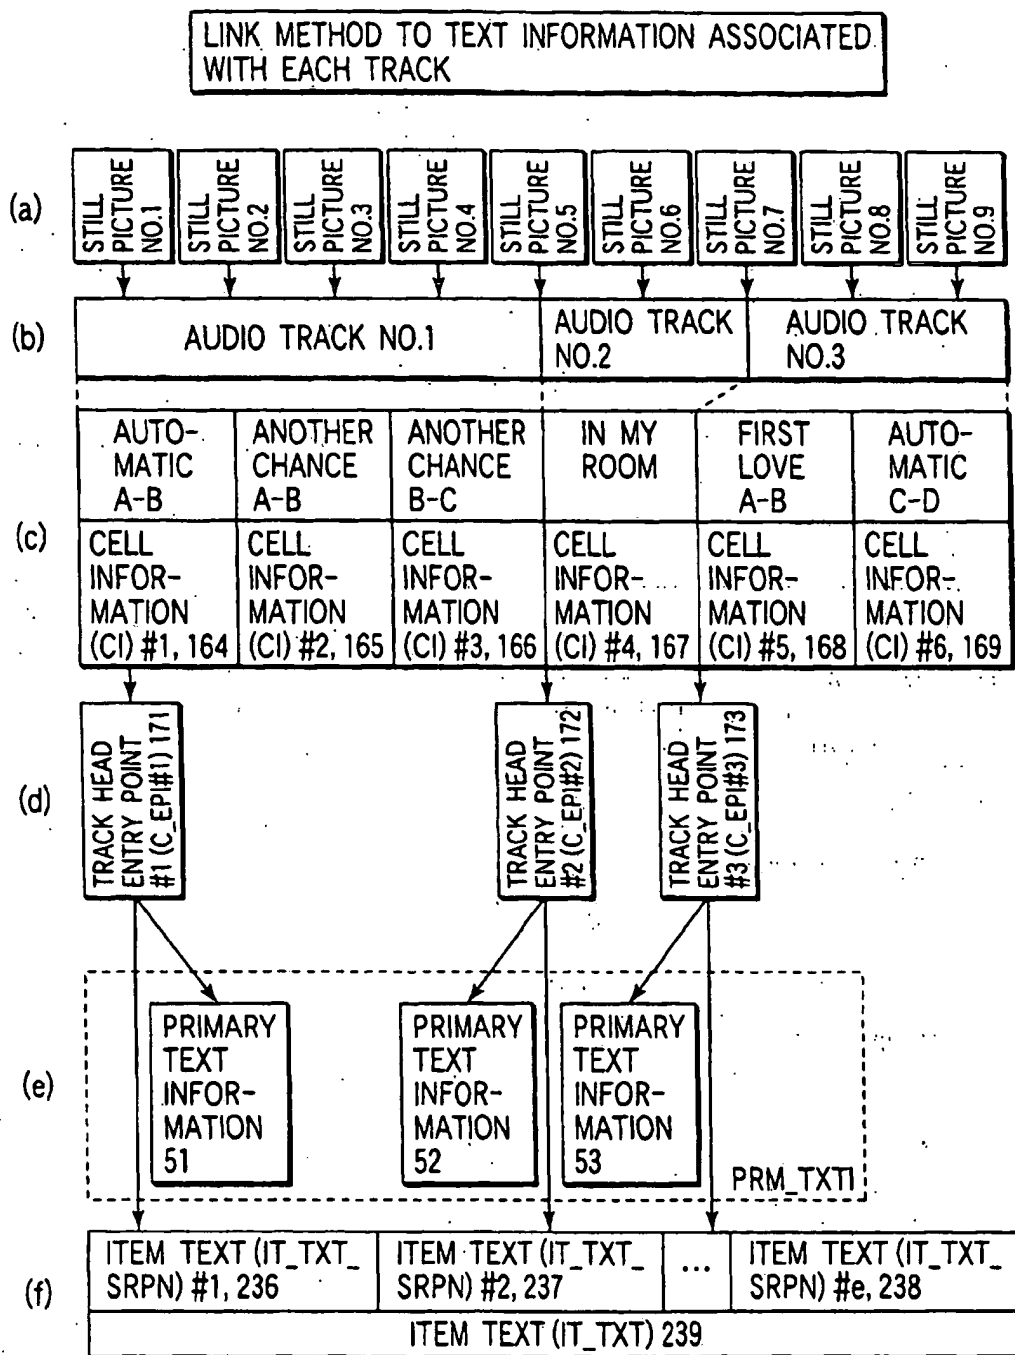 LINK METHOD TO TEXT INFORMATION ASSOCIATED
WITH EACH TRACK
(a)
STILL
PICTURE
NO.1
STILL
PICTURE
NO.2
STILL
PICTURE
NO.3
STILL
PICTURE
NO.4
STILL
PICTURE
NO.5
STILL
PICTURE
NO.6
STILL
PICTURE
NO.7
STILL
PICTURE
NO.8
STILL
PICTURE
NO.9
(b)
AUDIO TRACK NO.1
AUDIO TRACK
NO.2
AUDIO TRACK
NO.3
(c)
AUTO-
MATIC
A-B
ANOTHER
CHANCE
A-B
ANOTHER
CHANCE
B-C
IN MY
ROOM
FIRST
LOVE
A-B
AUTO-
MATIC
C-D
CELL
INFOR-
MATION
(CI) #1, 164
CELL
INFOR-
MATION
(CI) #2, 165
CELL
INFOR-
MATION
(CI) #3, 166
CELL
INFOR-
MATION
(CI) #4, 167
CELL
INFOR-
MATION
(CI) #5, 168
CELL
INFOR-
MATION
(CI) #6, 169
(d)
TRACK HEAD
ENTRY POINT
#1 (C_EPI#1) 171
TRACK HEAD
ENTRY POINT
#2 (C_EPI#2) 172
TRACK HEAD
ENTRY POINT
#3 (C_EPI#3) 173
(e)
PRIMARY
TEXT
INFOR-
MATION
51
PRIMARY
TEXT
INFOR-
MATION
52
PRIMARY
TEXT
INFOR-
MATION
53
PRM_TXTI
(f)
ITEM TEXT (IT_TXT_
SRPN) #1, 236
ITEM TEXT (IT_TXT_
SRPN) #2, 237
...
ITEM TEXT (IT_TXT_
SRPN) #e, 238
ITEM TEXT (IT_TXT) 239